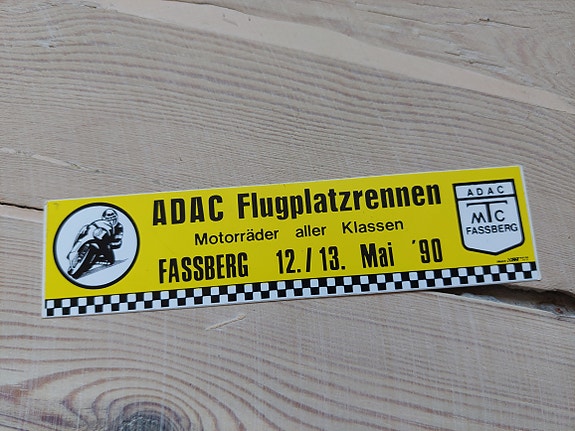 ADAC Flugplatzrennen
Motorräder aller Klassen
FASSBERG 12./13. Mai '90
ADAC
MTC
FASSBERG